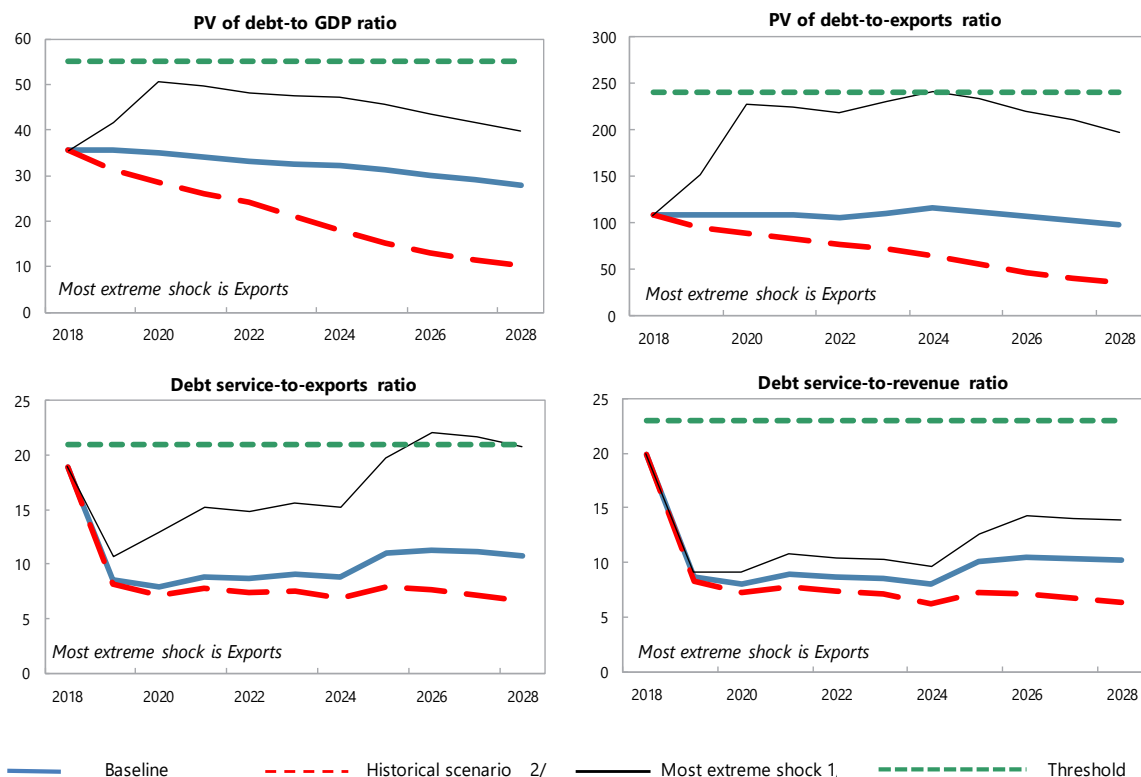 PV of debt-to GDP ratio
60
50
40
30
20
10
0
2018 2020 2022 2024 2026 2028
Most extreme shock is Exports
PV of debt-to-exports ratio
300
250
200
150
100
50
0
2018 2020 2022 2024 2026 2028
Most extreme shock is Exports
Debt service-to-exports ratio
25
20
15
10
5
0
2018 2020 2022 2024 2026 2028
Most extreme shock is Exports
Debt service-to-revenue ratio
25
20
15
10
5
0
2018 2020 2022 2024 2026 2028
Most extreme shock is Exports
Baseline Historical scenario 2/ Most extreme shock 1, Threshold